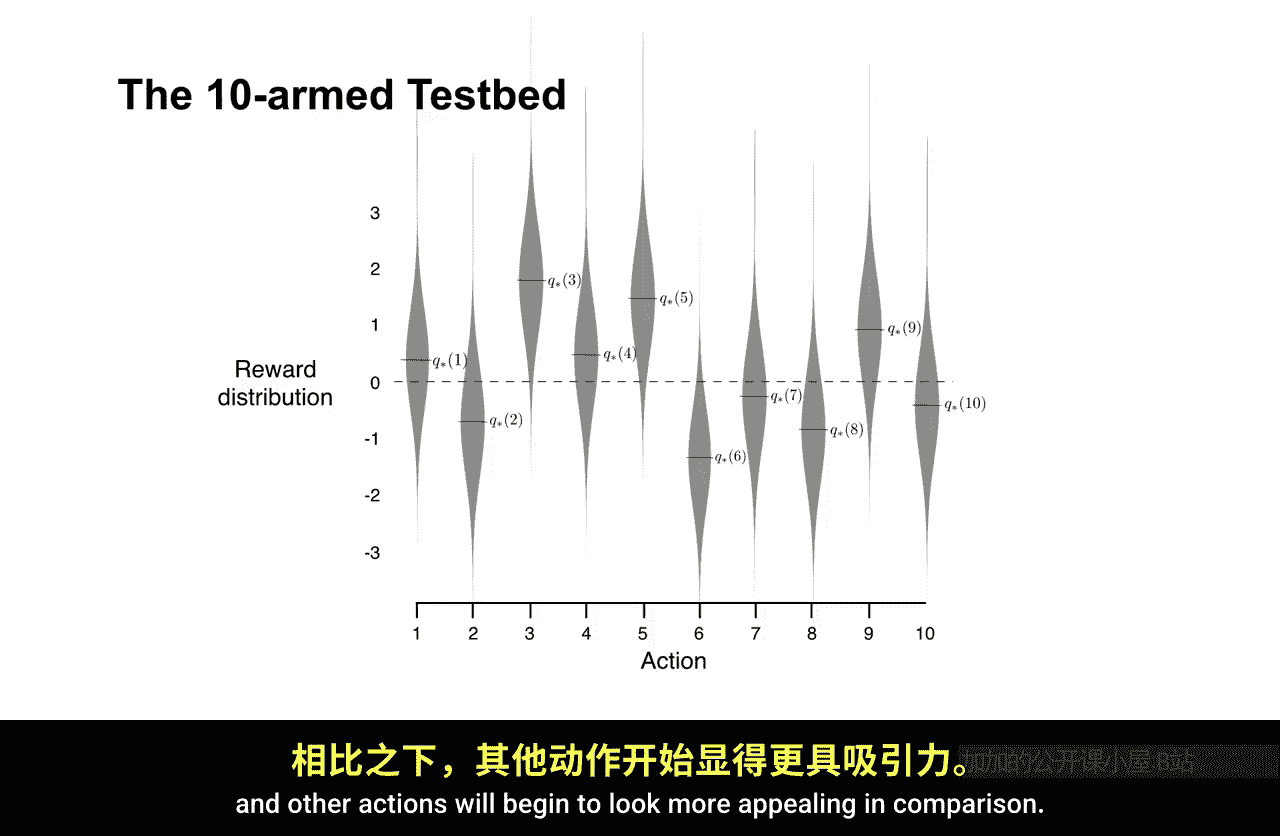 The 10-armed Testbed
3
2
1
0
-1
-2
-3
Reward
distribution
q*(1)
q*(2)
q*(3)
q*(4)
q*(5)
q*(6)
q*(7)
q*(8)
q*(9)
q*(10)
1 2 3 4 5 6 7 8 9 10
Action
相比之下，其他动作开始显得更具吸引力。
加加的公开课小屋 B站
and other actions will begin to look more appealing in comparison.